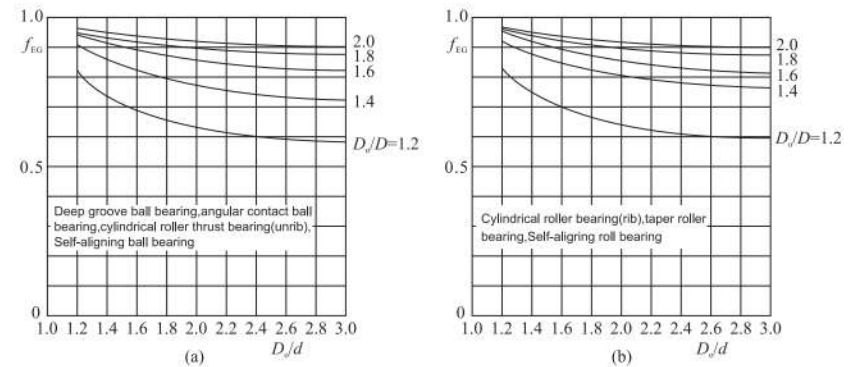 1.0
f_EG
0.5
0
2.0
1.8
1.6
1.4
Dₒ/D=1.2
Deep groove ball bearing,angular contact ball
bearing,cylindrical roller thrust bearing(unrib),
Self-aligning ball bearing
1.0 1.2 1.4 1.6 1.8 2.0 2.2 2.4 2.6 2.8 3.0
Dₒ/d
(a)
1.0
f_EG
0.5
0
2.0
1.8
1.6
1.4
Dₒ/D=1.2
Cylindrical roller bearing(rib),taper roller
bearing,Self-aligring roll bearing
1.0 1.2 1.4 1.6 1.8 2.0 2.2 2.4 2.6 2.8 3.0
Dₒ/d
(b)